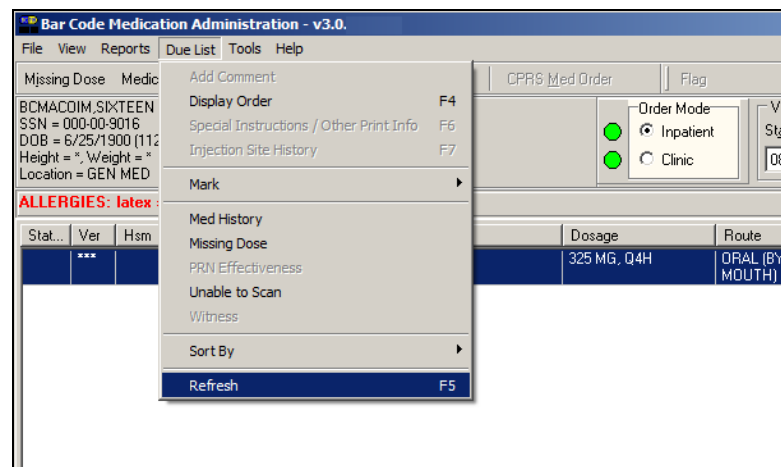 Bar Code Medication Administration - v3.0.
File View Reports Due List Tools Help
Missing Dose Medic CPRS Med Order Flag
BCMACOIM,SIXTEEN
SSN = 000-00-9016
DOB = 6/25/1900 (112
Height = *, Weight = *
Location = GEN MED
Order Mode
Inpatient
Clinic
ALLERGIES: latex
Add Comment
Display Order F4
Special Instructions / Other Print Info F6
Injection Site History F7
Mark
Med History
Missing Dose
PRN Effectiveness
Unable to Scan
Witness
Sort By
Refresh F5
Stat... Ver Hsm Dosage Route
*** 325 MG, Q4H ORAL (BY
MOUTH)